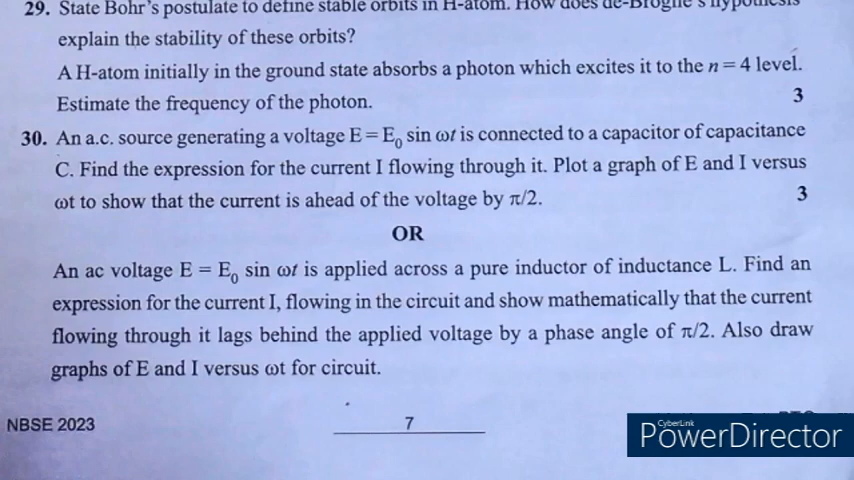 29. State Bohr's postulate to define stable orbits in H-atom. How does de-Broglie's hypothesis
explain the stability of these orbits?
A H-atom initially in the ground state absorbs a photon which excites it to the n = 4 level.
Estimate the frequency of the photon. 3
30. An a.c. source generating a voltage E = E₀ sin ωt is connected to a capacitor of capacitance
C. Find the expression for the current I flowing through it. Plot a graph of E and I versus
ωt to show that the current is ahead of the voltage by π/2. 3
OR
An ac voltage E = E₀ sin ωt is applied across a pure inductor of inductance L. Find an
expression for the current I, flowing in the circuit and show mathematically that the current
flowing through it lags behind the applied voltage by a phase angle of π/2. Also draw
graphs of E and I versus ωt for circuit.
NBSE 2023 7
CyberLink
PowerDirector